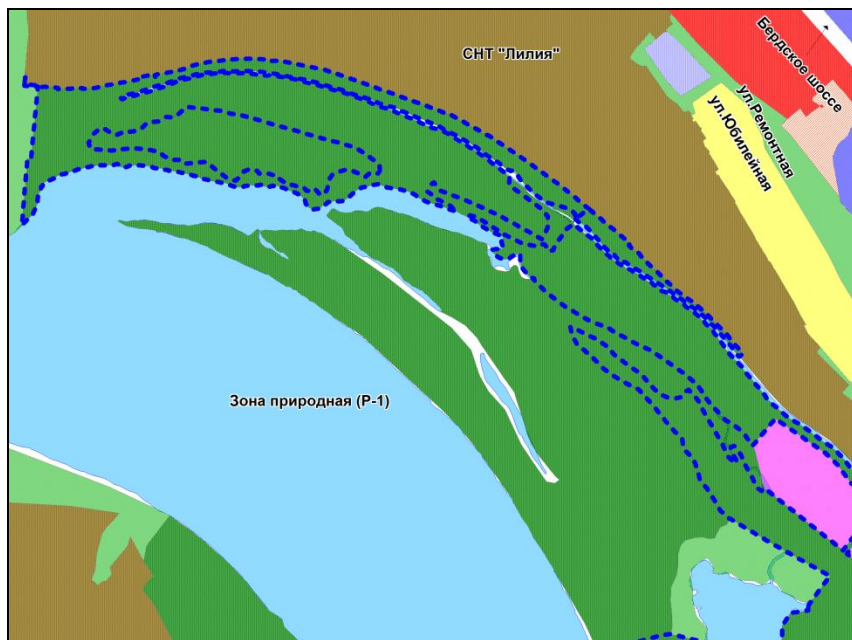 СНТ "Лилия"
Бердское шоссе
ул.Ремонтная
ул.Юбилейная
Зона природная (Р-1)